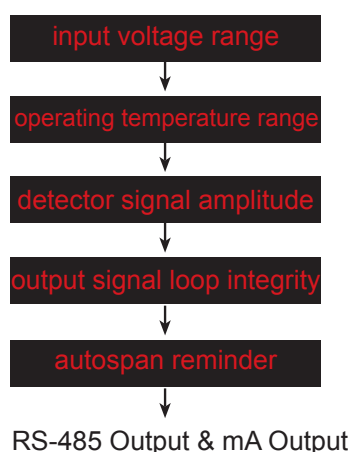 input voltage range
operating temperature range
detector signal amplitude
output signal loop integrity
autospan reminder
RS-485 Output & mA Output